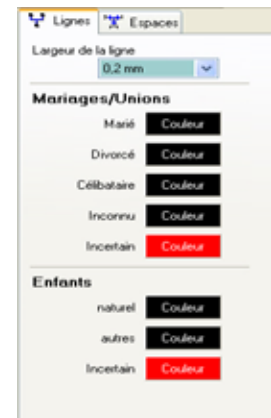 Lignes Espaces
Largeur de la ligne
0,2 mm
Mariages/Unions
Marié Couleur
Divorcé Couleur
Célibataire Couleur
Inconnu Couleur
Incertain Couleur
Enfants
naturel Couleur
autres Couleur
Incertain Couleur